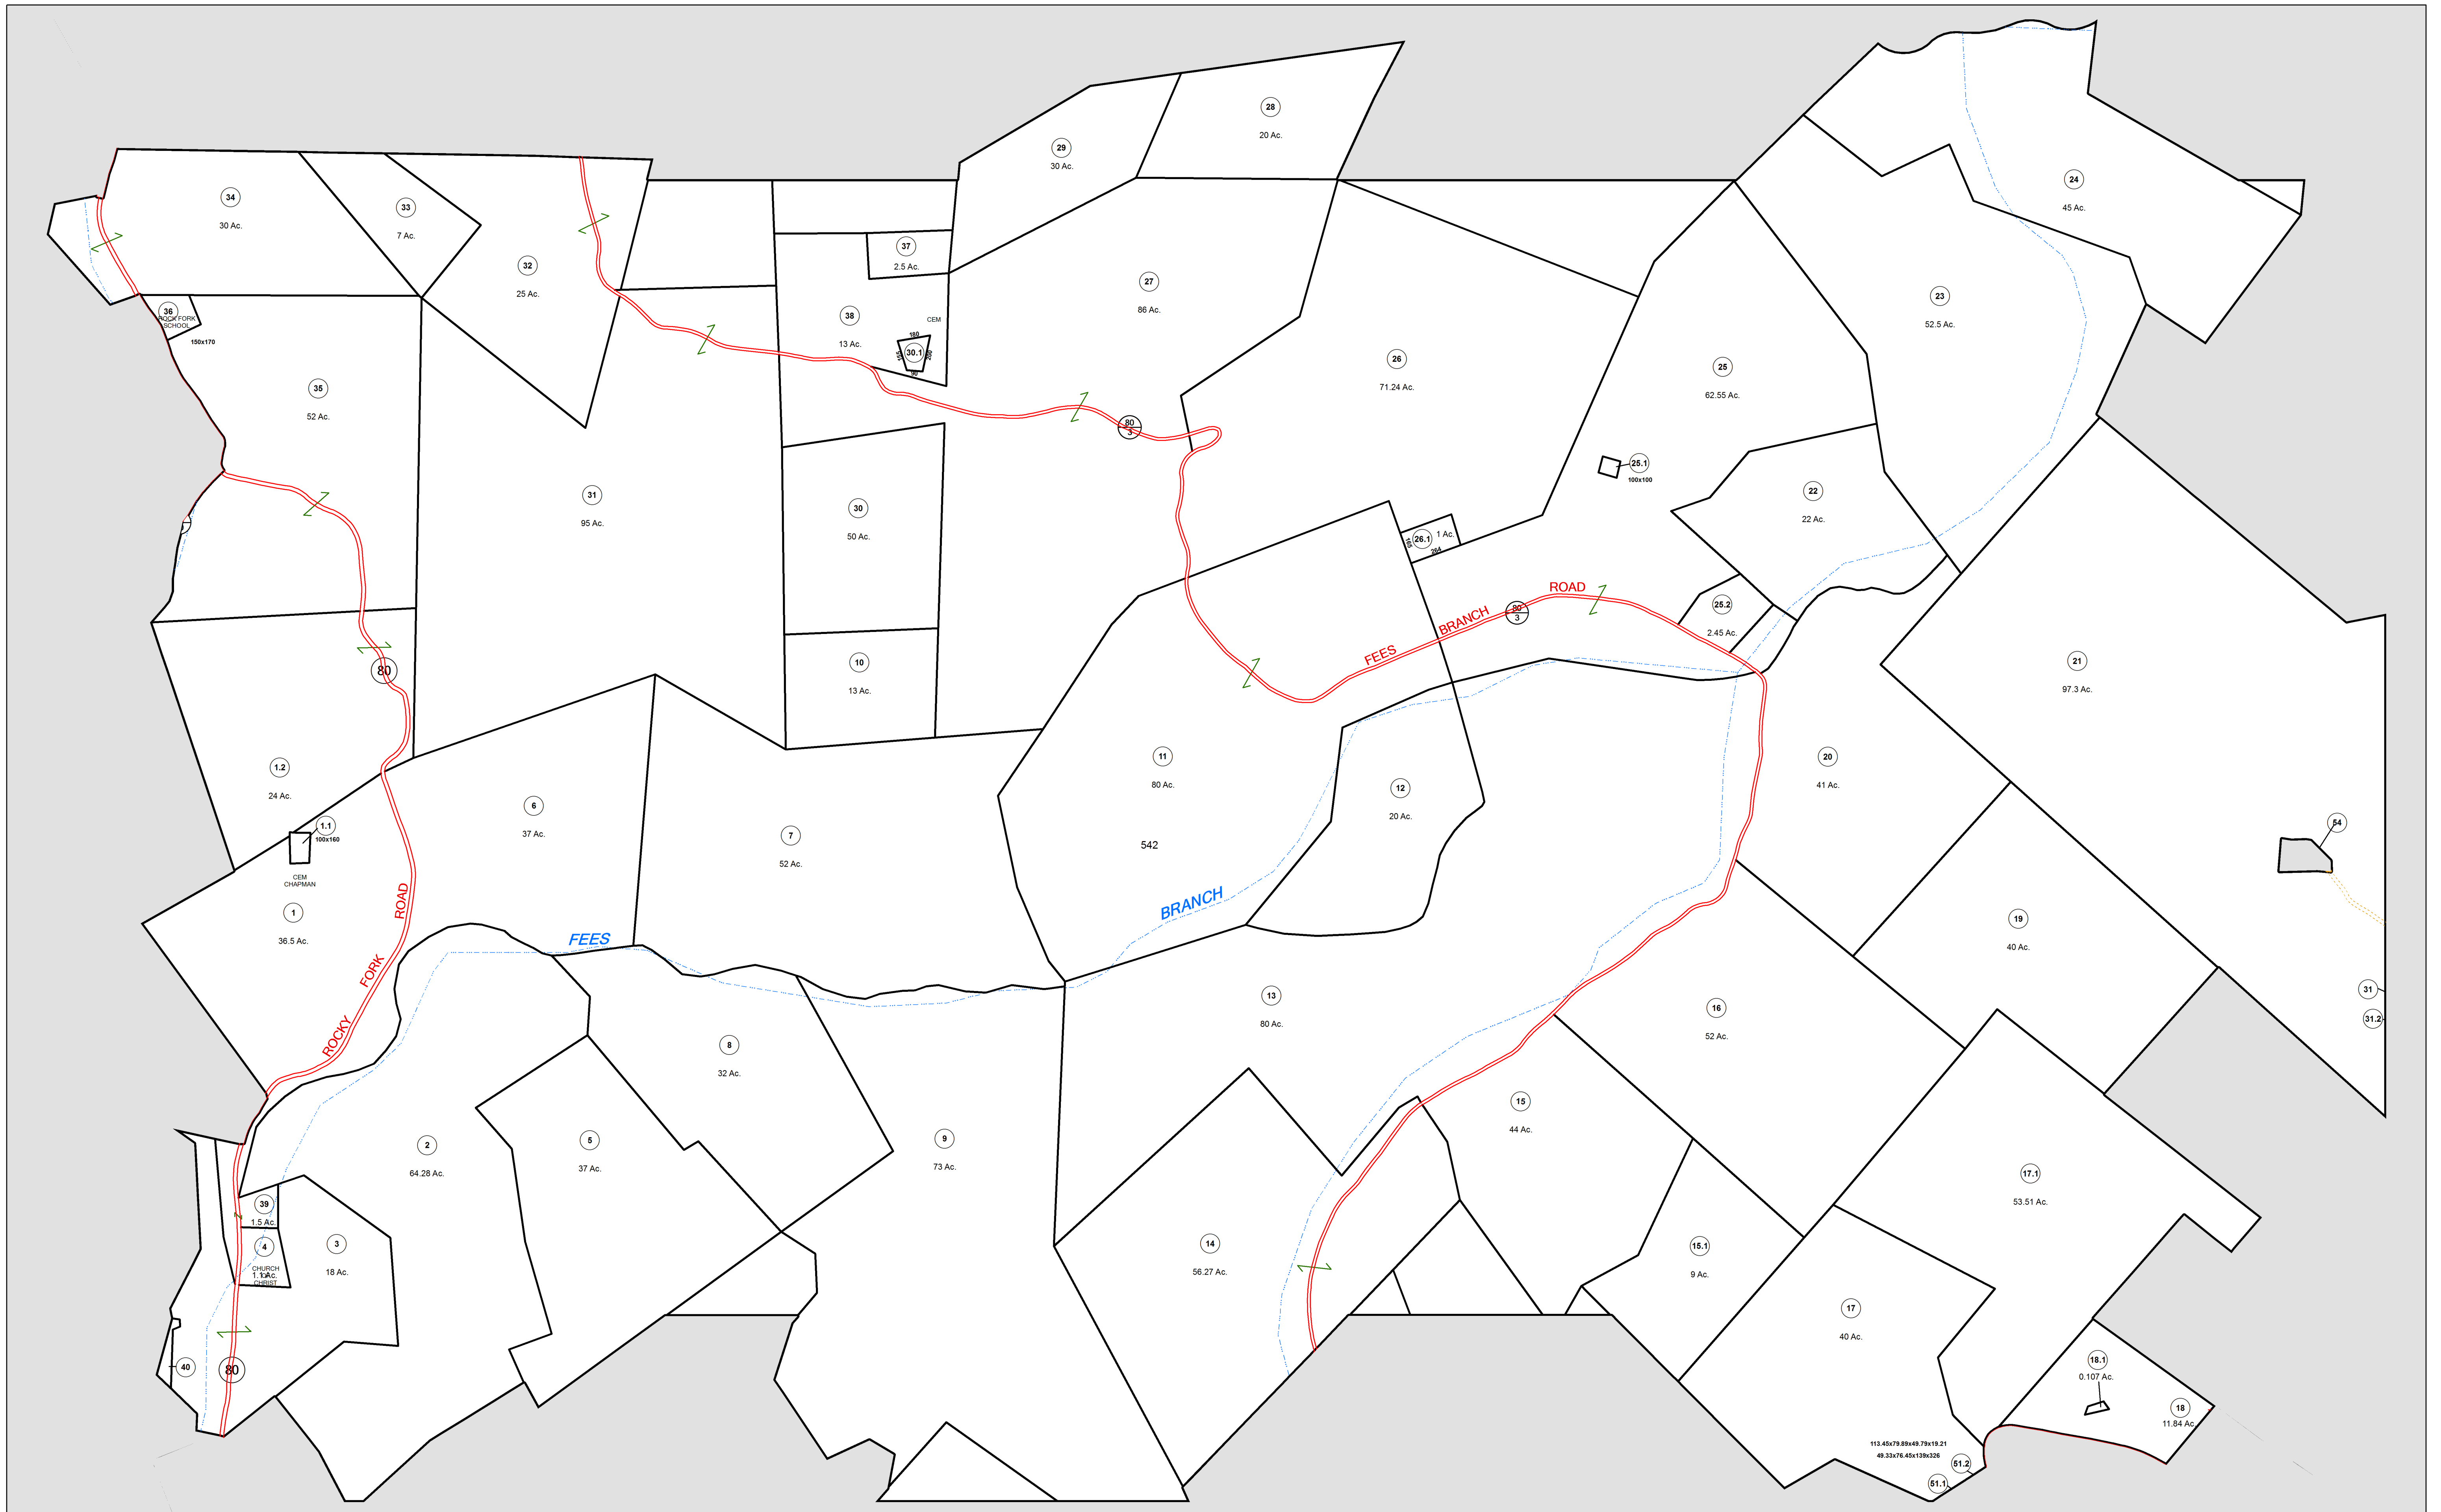 28
20 Ac.
29
30 Ac.
24
45 Ac.
34
30 Ac.
33
7 Ac.
37
2.5 Ac.
32
25 Ac.
27
86 Ac.
23
52.5 Ac.
36
ROCK FORK
SCHOOL
150x170
38
13 Ac.
CEM
180
195
30.1
200
90
26
71.24 Ac.
25
62.55 Ac.
35
52 Ac.
80
3
25.1
100x100
31
95 Ac.
30
50 Ac.
22
22 Ac.
26.1
1 Ac.
165
264
FEES BRANCH ROAD
80
3
25.2
2.45 Ac.
10
13 Ac.
80
21
97.3 Ac.
1.2
24 Ac.
11
80 Ac.
542
20
41 Ac.
12
20 Ac.
6
37 Ac.
7
52 Ac.
1.1
100x160
CEM
CHAPMAN
1
36.5 Ac.
54
ROCKY FORK ROAD
FEES BRANCH
19
40 Ac.
31
31.2
13
80 Ac.
16
52 Ac.
8
32 Ac.
15
44 Ac.
2
64.28 Ac.
5
37 Ac.
9
73 Ac.
17.1
53.51 Ac.
39
1.5 Ac.
4
CHURCH
1.1 Ac.
CHRIST
3
18 Ac.
14
56.27 Ac.
15.1
9 Ac.
17
40 Ac.
40
80
18.1
0.107 Ac.
18
11.84 Ac.
113.45x79.89x49.79x19.21
49.33x76.45x139x326
51.2
51.1